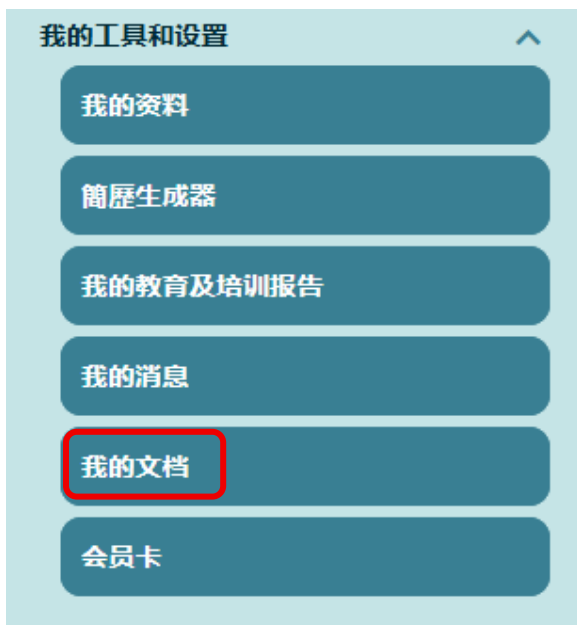 我的工具和设置
我的资料
簡歷生成器
我的教育及培训报告
我的消息
我的文档
会员卡